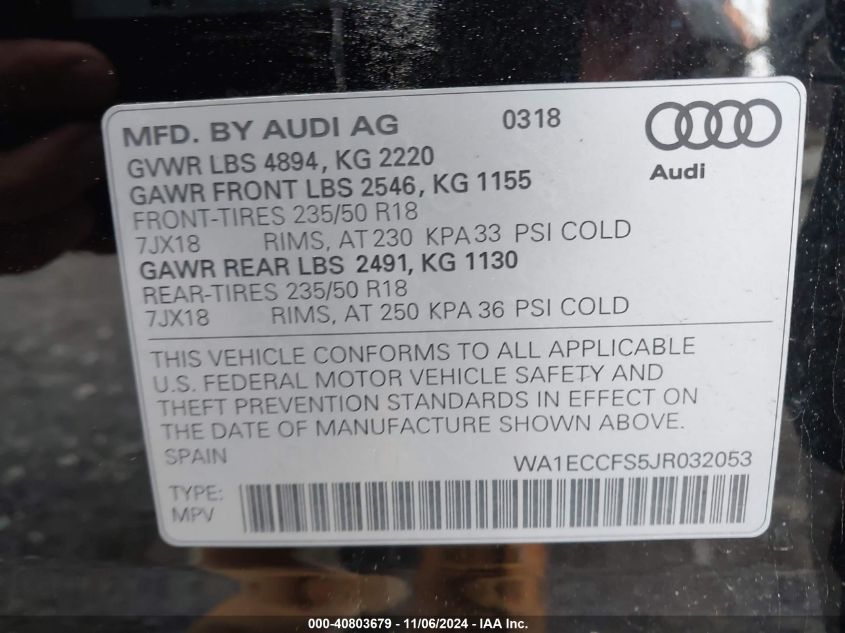 MFD. BY AUDI AG 0318
GVWR LBS 4894, KG 2220
GAWR FRONT LBS 2546, KG 1155
FRONT-TIRES 235/50 R18
7JX18 RIMS, AT 230 KPA 33 PSI COLD
GAWR REAR LBS 2491, KG 1130
REAR-TIRES 235/50 R18
7JX18 RIMS, AT 250 KPA 36 PSI COLD
Audi
THIS VEHICLE CONFORMS TO ALL APPLICABLE
U.S. FEDERAL MOTOR VEHICLE SAFETY AND
THEFT PREVENTION STANDARDS IN EFFECT ON
THE DATE OF MANUFACTURE SHOWN ABOVE.
SPAIN WA1ECCFS5JR032053
TYPE:
MPV
000-40803679 - 11/06/2024 - IAA Inc.